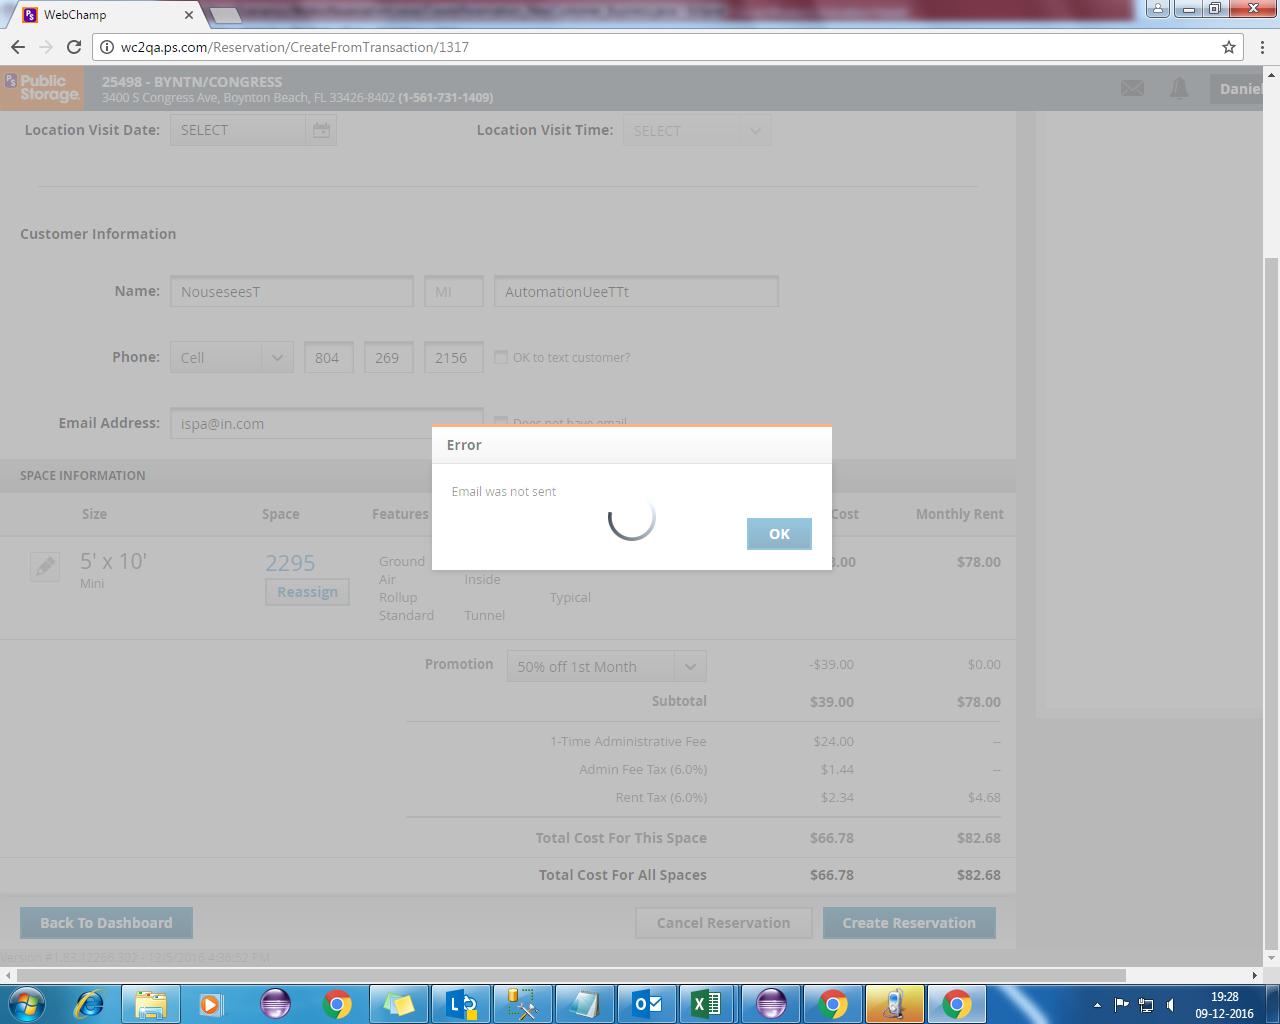 WebChamp
wc2qa.ps.com/Reservation/CreateFromTransaction/1317
PS Public Storage.
25498 - BYNTN/CONGRESS
3400 S Congress Ave, Boynton Beach, FL 33426-8402 (1-561-731-1409)
Daniel
Location Visit Date: SELECT Location Visit Time: SELECT
Customer Information
Name: NouseseesT MI AutomationUeeTTt
Phone: Cell 804 269 2156 OK to text customer?
Email Address: ispa@in.com Does not have email
Error
Email was not sent
OK
SPACE INFORMATION
Size Space Features Cost Monthly Rent
5' x 10' 2295 Ground .00 $78.00
Mini Reassign Air Inside
Rollup Typical
Standard Tunnel
Promotion 50% off 1st Month -$39.00 $0.00
Subtotal $39.00 $78.00
1-Time Administrative Fee $24.00 --
Admin Fee Tax (6.0%) $1.44 --
Rent Tax (6.0%) $2.34 $4.68
Total Cost For This Space $66.78 $82.68
Total Cost For All Spaces $66.78 $82.68
Back To Dashboard Cancel Reservation Create Reservation
Version #1.83.12266.302 - 12/5/2016 4:36:52 PM
19:28
09-12-2016